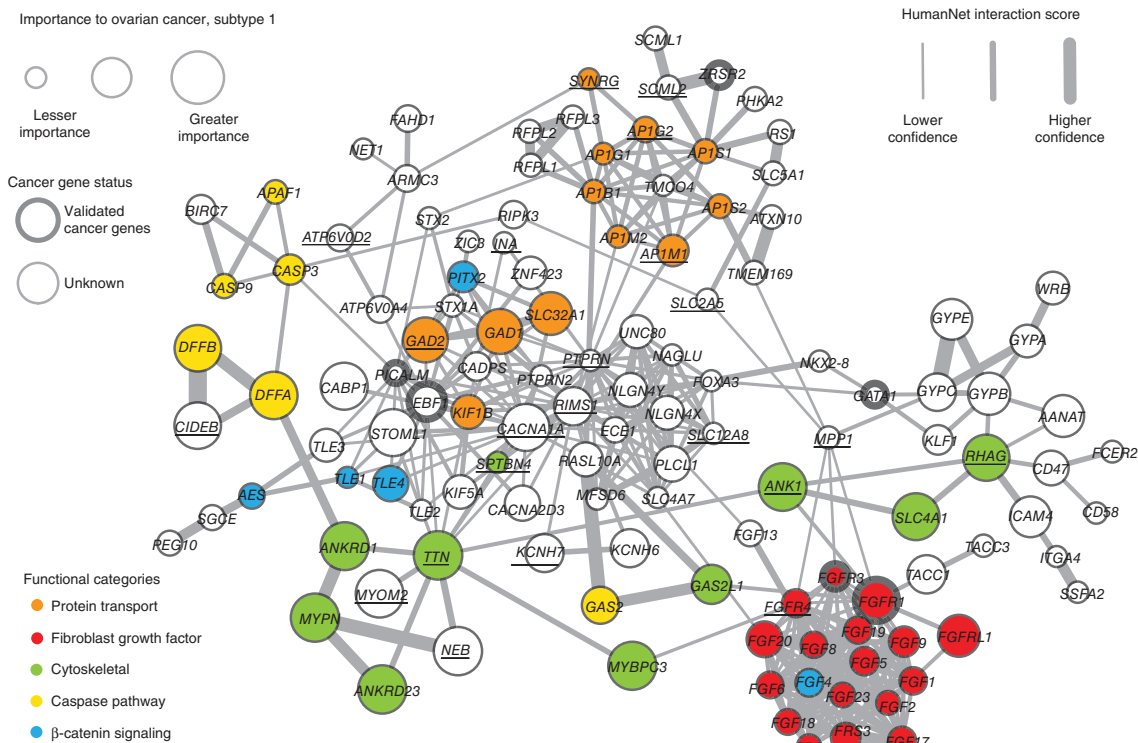 Importance to ovarian cancer, subtype 1
Lesser
importance
Greater
importance
HumanNet interaction score
Lower
confidence
Higher
confidence
Cancer gene status
Validated
cancer genes
Unknown
SCML1
SYNRG
SCML2
ZRSR2
PHKA2
FAHD1
RFPL3
RFPL2
AP1G2
RS1
NET1
AP1G1
AP1S1
RFPL1
SLC5A1
ARMC3
TMCO4
APAF1
AP1B1
BIRC7
STX2
RIPK3
AP1S2
ATXN10
ATP6V0D2
ZIC3
INA
AP1M2
AP1M1
CASP3
PITX2
ZNF423
TMEM169
CASP9
SLC2A5
WRB
ATP6V0A4
STX1A
SLC32A1
GYPE
GAD2
GAD1
UNC80
GYPA
DFFB
PTPRN
NAGLU
NKX2-8
PICALM
CADPS
PTPRN2
FOXA3
CABP1
NLGN4Y
DFFA
EBF1
GATA1
GYPC
GYPB
KIF1B
RIMS1
NLGN4X
AANAT
CIDEB
STOML1
CACNA1A
ECE1
SLC12A8
MPP1
KLF1
TLE3
SPTBN4
RASL10A
PLCL1
RHAG
CD47
FCER2
TLE1
TLE4
KIF5A
MFSD6
SLC4A7
ANK1
AES
TLE2
CACNA2D3
SLC4A1
ICAM4
CD58
SGCE
PEG10
ANKRD1
TTN
KCNH7
KCNH6
FGF13
TACC3
ITGA4
TACC1
SSFA2
FGFR3
MYOM2
GAS2
GAS2L1
FGFR4
FGFR1
MYPN
FGF19
FGFRL1
FGF20
FGF8
FGF9
NEB
FGF5
MYBPC3
FGF6
FGF4
FGF1
ANKRD23
FGF23
FGF2
FGF18
FRS3
FGF17
Functional categories
Protein transport
Fibroblast growth factor
Cytoskeletal
Caspase pathway
β-catenin signaling